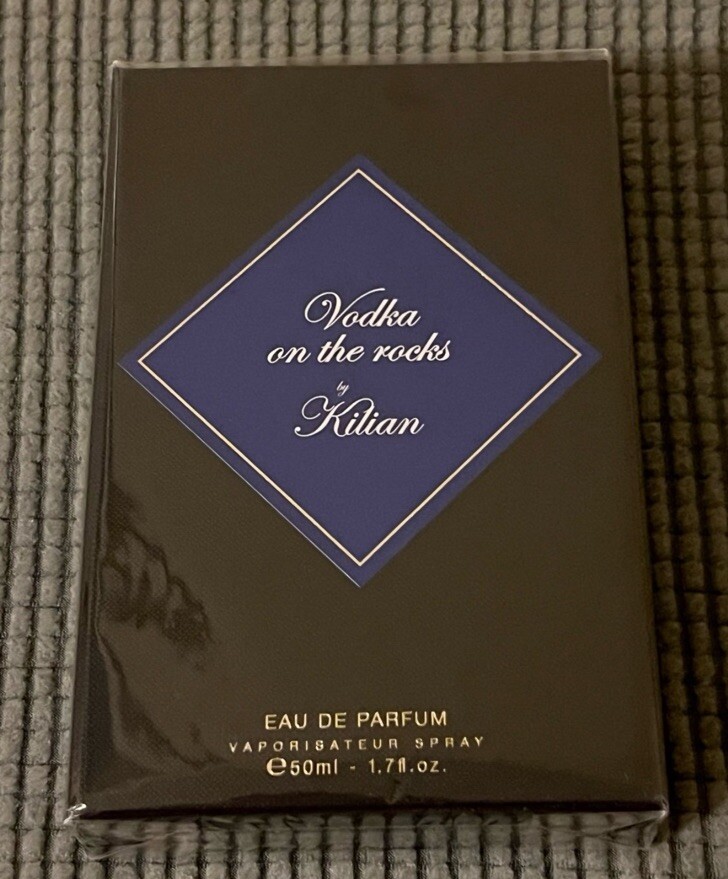 Vodka
on the rocks
by
Kilian
EAU DE PARFUM
VAPORISATEUR SPRAY
℮50ml - 1.7fl.oz.